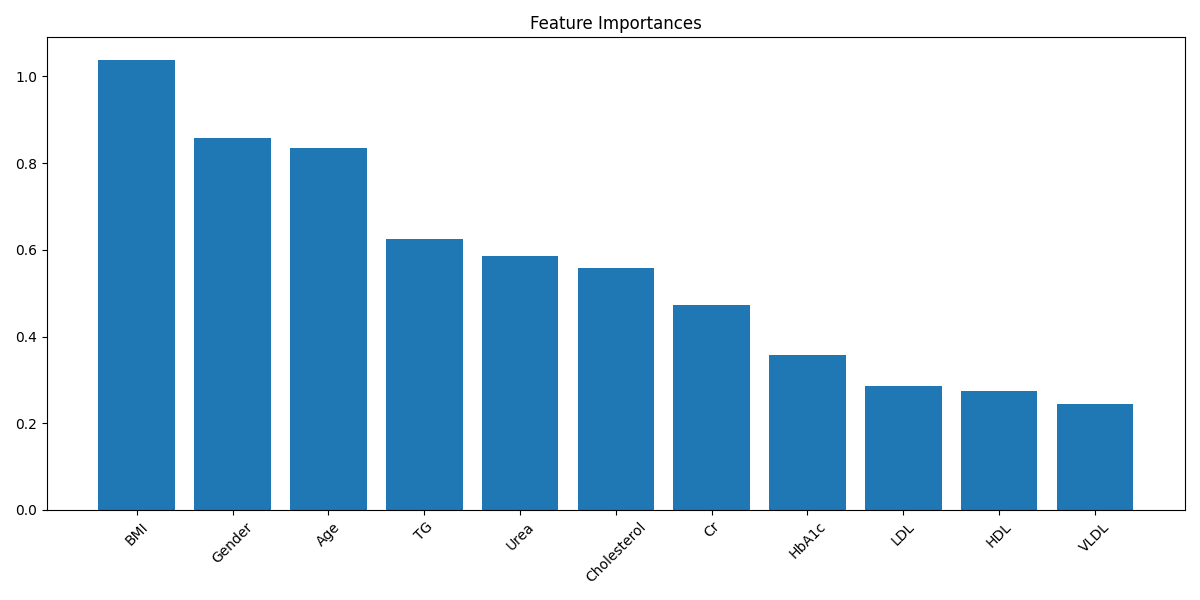 Feature Importances
1.0
0.8
0.6
0.4
0.2
0.0
BMI
Gender
Age
TG
Urea
Cholesterol
Cr
HbA1c
LDL
HDL
VLDL